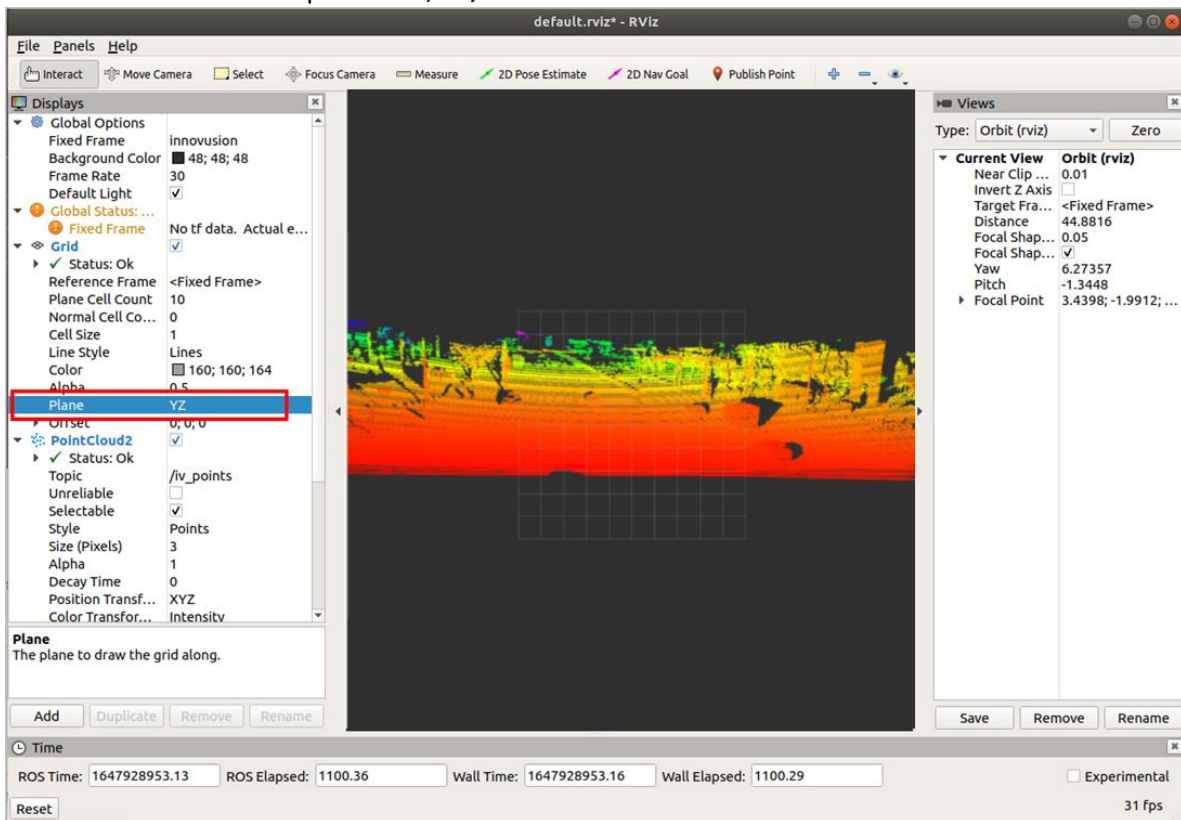 default.rviz* - RViz
File Panels Help
Interact Move Camera Select Focus Camera Measure 2D Pose Estimate 2D Nav Goal Publish Point
Displays
Global Options
Fixed Frame innovusion
Background Color 48; 48; 48
Frame Rate 30
Default Light
Global Status: ...
Fixed Frame No tf data. Actual e...
Grid
Status: Ok
Reference Frame <Fixed Frame>
Plane Cell Count 10
Normal Cell Co... 0
Cell Size 1
Line Style Lines
Color 160; 160; 164
Alpha 0.5
Plane YZ
Offset 0; 0; 0
PointCloud2
Status: Ok
Topic /iv_points
Unreliable
Selectable
Style Points
Size (Pixels) 3
Alpha 1
Decay Time 0
Position Transf... XYZ
Color Transfor... Intensity
Plane
The plane to draw the grid along.
Add Duplicate Remove Rename
Views
Type: Orbit (rviz) Zero
Current View Orbit (rviz)
Near Clip ... 0.01
Invert Z Axis
Target Fra... <Fixed Frame>
Distance 44.8816
Focal Shap... 0.05
Focal Shap...
Yaw 6.27357
Pitch -1.3448
Focal Point 3.4398; -1.9912; ...
Save Remove Rename
Time
ROS Time: 1647928953.13 ROS Elapsed: 1100.36 Wall Time: 1647928953.16 Wall Elapsed: 1100.29 Experimental
Reset 31 fps